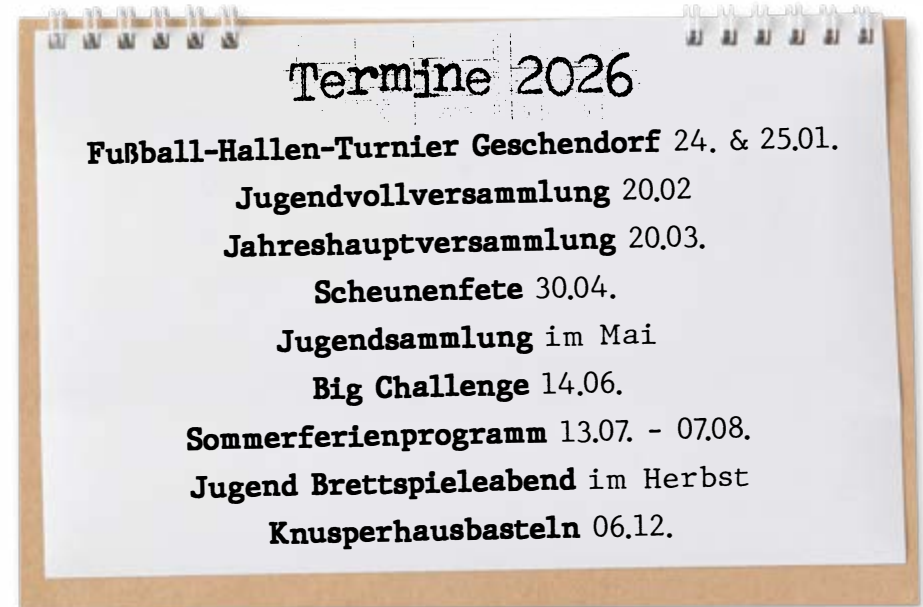 Termine 2026
Fußball-Hallen-Turnier Geschendorf 24. & 25.01.
Jugendvollversammlung 20.02
Jahreshauptversammlung 20.03.
Scheunenfete 30.04.
Jugendsammlung im Mai
Big Challenge 14.06.
Sommerferienprogramm 13.07. - 07.08.
Jugend Brettspieleabend im Herbst
Knusperhausbasteln 06.12.